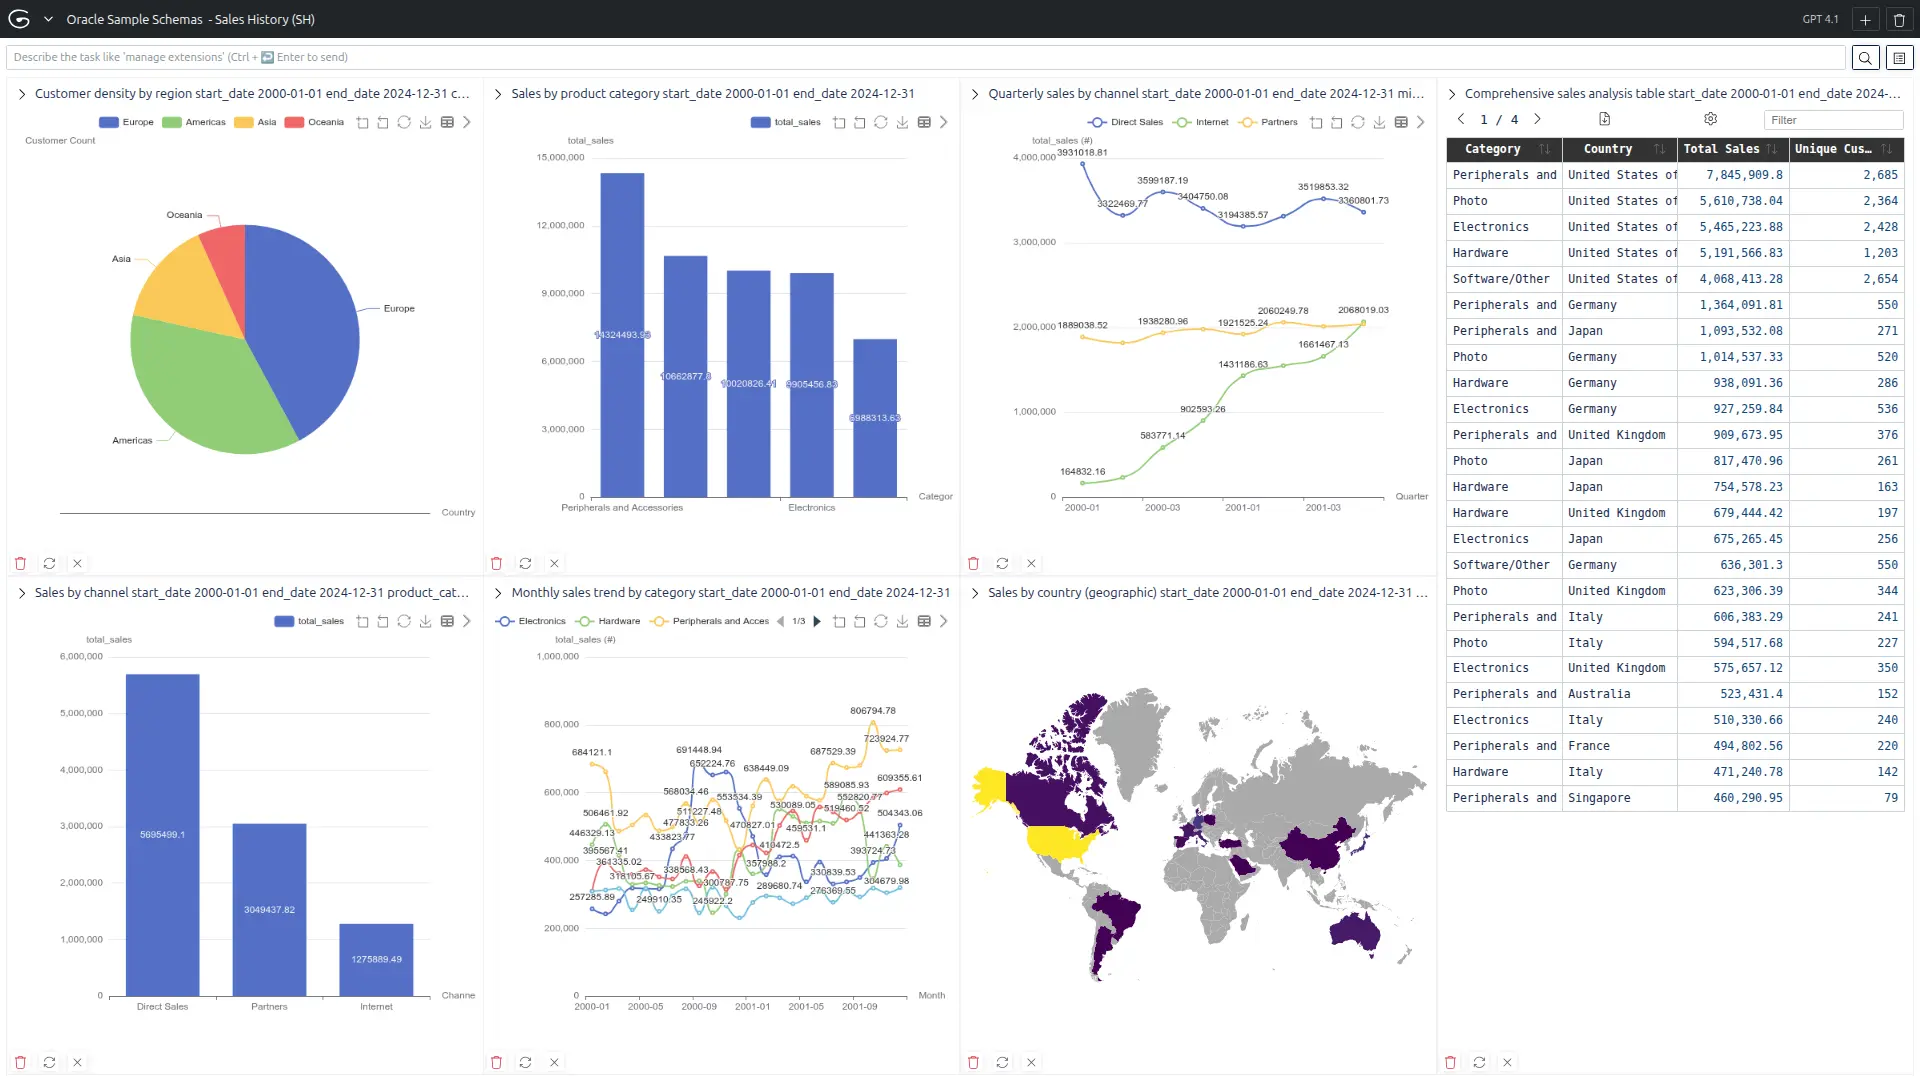 Oracle Sample Schemas - Sales History (SH)
GPT 4.1
Describe the task like 'manage extensions' (Ctrl + Enter to send)
Customer density by region start_date 2000-01-01 end_date 2024-12-31 c...
Europe Americas Asia Oceania
Customer Count
Oceania
Asia
Europe
Americas
Country
Sales by product category start_date 2000-01-01 end_date 2024-12-31
total_sales
total_sales
15,000,000
12,000,000
9,000,000
6,000,000
3,000,000
0
10662877.8
10020826.41
9905456.83
6988313.63
Categor
Peripherals and Accessories Electronics
Quarterly sales by channel start_date 2000-01-01 end_date 2024-12-31 mi...
Direct Sales Internet Partners
total_sales (#)
4,000,000
3,000,000
2,000,000
1,000,000
0
3931018.81
3599187.19
3404750.08
3322469.77
3194385.57
3519853.32
3360801.73
2060249.78
2068019.03
1889038.52
1938280.96
1921525.24
1661467.13
1431186.63
902593.26
583771.14
164832.16
Quarter
2000-01 2000-03 2001-01 2001-03
Comprehensive sales analysis table start_date 2000-01-01 end_date 2024-...
1 / 4
Filter
Category Country Total Sales Unique Cus...
Peripherals and United States of 7,845,909.8 2,685
Photo United States of 5,610,738.04 2,364
Electronics United States of 5,465,223.88 2,428
Hardware United States of 5,191,566.83 1,203
Software/Other United States of 4,068,413.28 2,654
Peripherals and Germany 1,364,091.81 550
Peripherals and Japan 1,093,532.08 271
Photo Germany 1,014,537.33 520
Hardware Germany 938,091.36 286
Electronics Germany 927,259.84 536
Peripherals and United Kingdom 909,673.95 376
Photo Japan 817,470.96 261
Hardware Japan 754,578.23 163
Hardware United Kingdom 679,444.42 197
Electronics Japan 675,265.45 256
Software/Other Germany 636,301.3 550
Photo United Kingdom 623,306.39 344
Peripherals and Italy 606,383.29 241
Photo Italy 594,517.68 227
Electronics United Kingdom 575,657.12 350
Peripherals and Australia 523,431.4 152
Electronics Italy 510,330.66 240
Peripherals and France 494,802.56 220
Hardware Italy 471,240.78 142
Peripherals and Singapore 460,290.95 79
Sales by channel start_date 2000-01-01 end_date 2024-12-31 product_cat...
total_sales
total_sales
6,000,000
5,000,000
4,000,000
3,000,000
2,000,000
1,000,000
0
5695499.1
3049437.82
1275889.49
Channe
Direct Sales Partners Internet
Monthly sales trend by category start_date 2000-01-01 end_date 2024-12-31
Electronics Hardware Peripherals and Acces 1/3
total_sales (#)
1,000,000
800,000
600,000
400,000
200,000
0
806794.78
723924.77
684121.1
691448.94
687529.39
652224.76
638449.09
609355.61
568034.46
553534.39
589085.93
552820.77
506461.92
511227.48
530089.05
519460.52
504343.06
446329.13
433823.77
477833.26
470827.01
459531.1
441363.28
395567.41
361335.02
410472.5
393724.73
318105.67
338568.43
357988.2
330839.53
300787.75
289680.74
276369.55
304679.98
257285.89
249910.35
245922.2
Month
2000-01 2000-05 2000-09 2001-01 2001-05 2001-09
Sales by country (geographic) start_date 2000-01-01 end_date 2024-12-31 ...